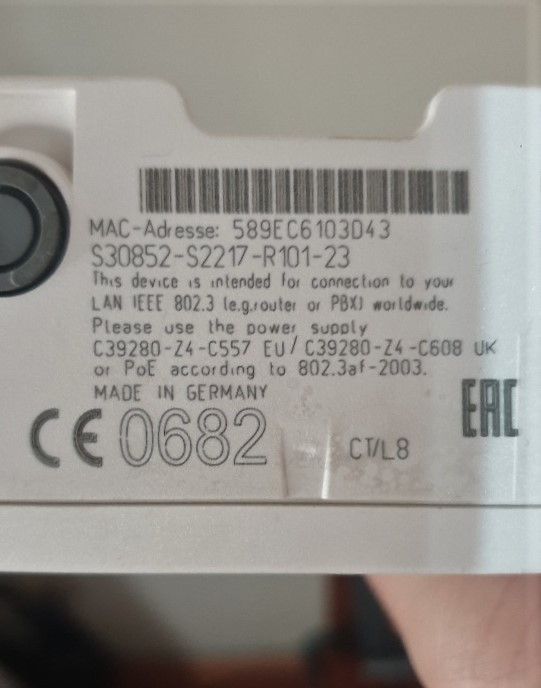 MAC-Adresse: 589EC6103D43
S30852-S2217-R101-23
This device is intended for connection to your
LAN IEEE 802.3 (e.g.router or PBX) worldwide.
Please use the power supply
C39280-Z4-C557 EU/ C39280-Z4-C608 UK
or PoE according to 802.3af-2003.
MADE IN GERMANY
CE 0682
CT/L8
EAC